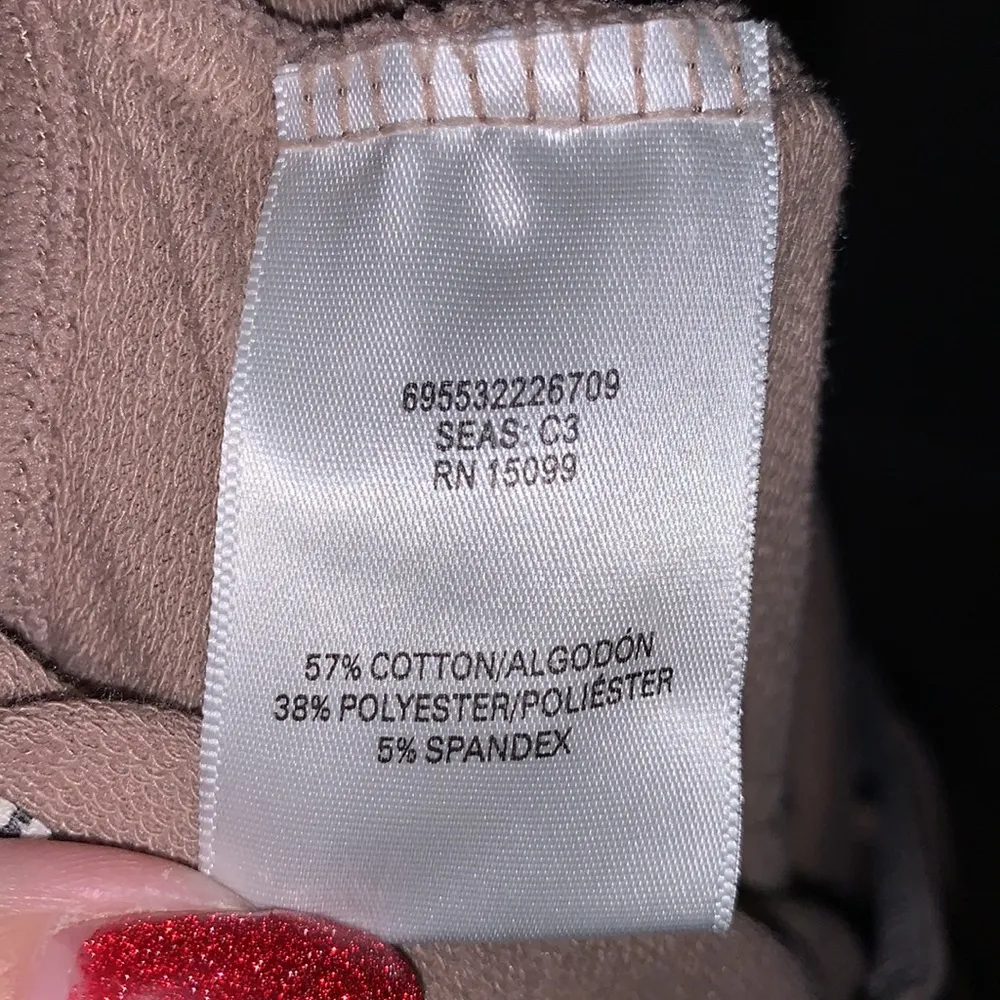 695532226709
SEAS: C3
RN 15099
57% COTTON/ALGODÓN
38% POLYESTER/POLIÉSTER
5% SPANDEX